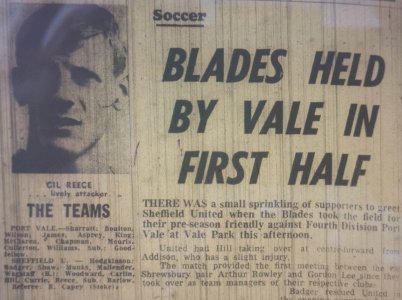 Soccer
BLADES HELD
BY VALE IN
FIRST HALF
GIL REECE
... lively attacker.
THE TEAMS
PORT VALE.—Sharratt; Boulton,
Wilson; James, Asprey, King;
McClaren, Chapman, Morris,
Cullerton, Williams. Sub.: Good-
fellow.
SHEFFIELD U. — Hodgkinson;
Badger, Shaw; Munks, Mallender,
Wagstaff (B.); Woodward, Carlin,
Hill, Currie, Reece. Sub.: Barlow.
Referee: R. Capey (Stoke).
THERE WAS a small sprinkling of supporters to greet
Sheffield United when the Blades took the field for
their pre-season friendly against Fourth Division Port
Vale at Vale Park this afternoon.
United had Hill taking over at centre-forward from
Addison, who has a slight injury.
The match provided the first meeting between the ex-
Shrewsbury pair Arthur Rowley and Gordon Lee since they
took over as team managers of their respective clubs.
Badger rescued United